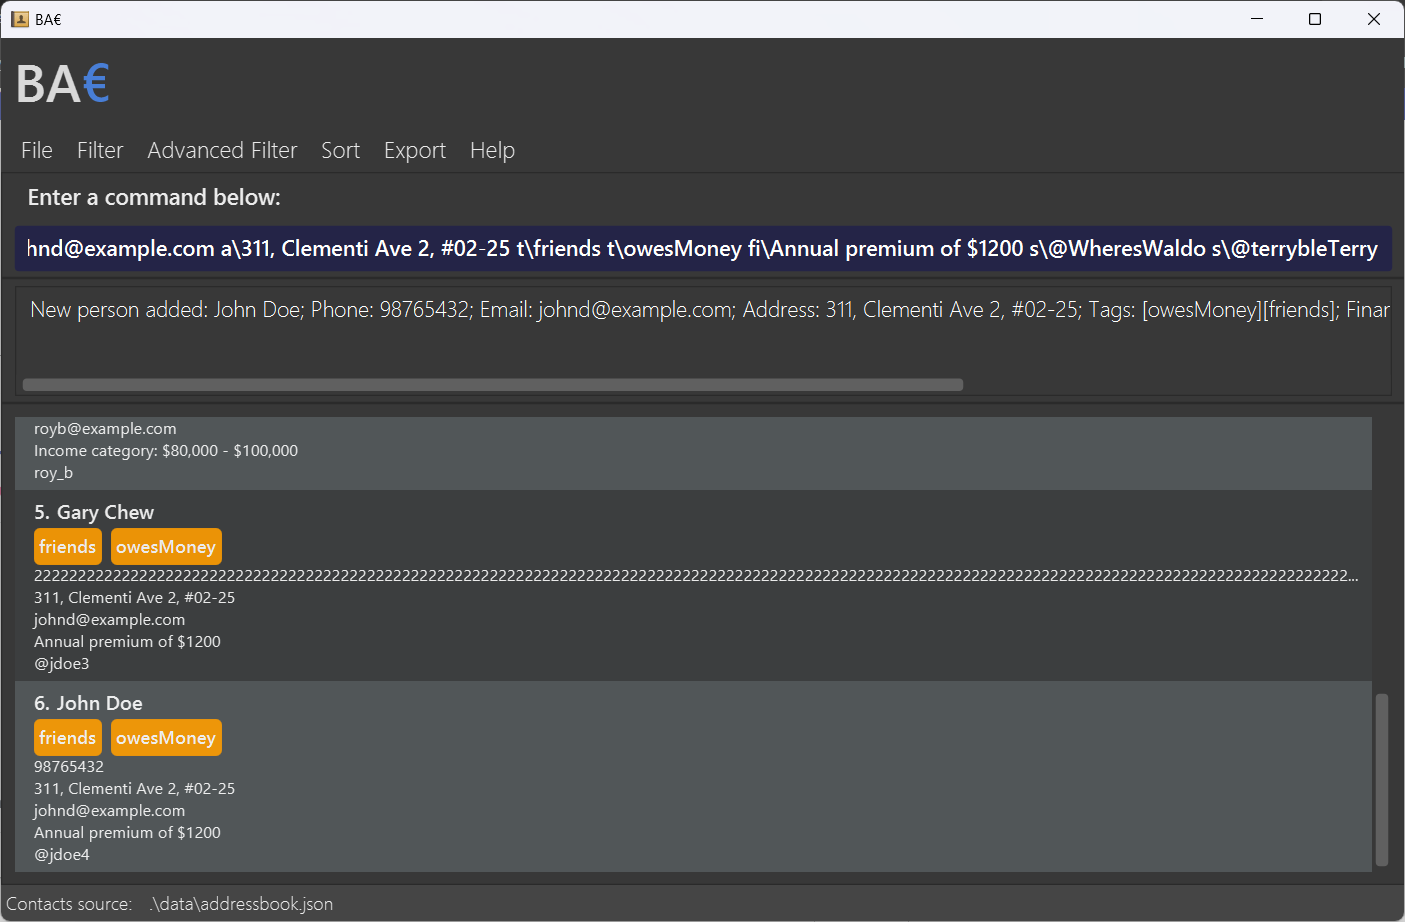 BA€
BA€
File Filter Advanced Filter Sort Export Help
Enter a command below:
hnd@example.com a\311, Clementi Ave 2, #02-25 t\friends t\owesMoney fi\Annual premium of $1200 s\@WheresWaldo s\@terrybleTerry
New person added: John Doe; Phone: 98765432; Email: johnd@example.com; Address: 311, Clementi Ave 2, #02-25; Tags: [owesMoney][friends]; Finar
royb@example.com
Income category: $80,000 - $100,000
roy_b
5. Gary Chew
friends owesMoney
311, Clementi Ave 2, #02-25
johnd@example.com
Annual premium of $1200
@jdoe3
6. John Doe
friends owesMoney
98765432
311, Clementi Ave 2, #02-25
johnd@example.com
Annual premium of $1200
@jdoe4
Contacts source: .\data\addressbook.json